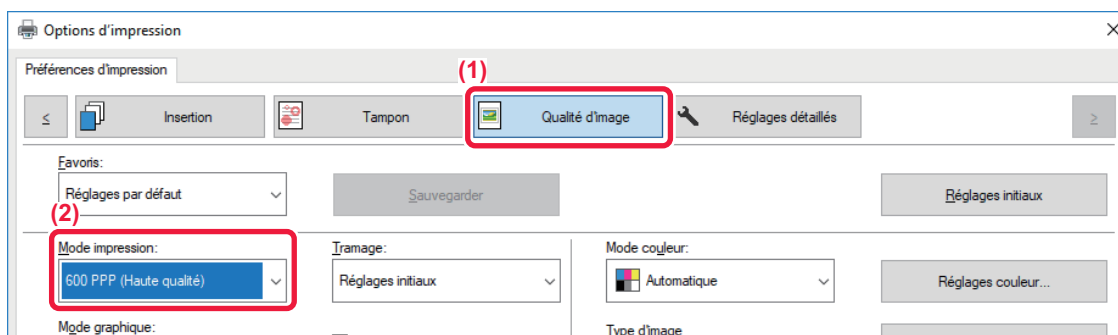 Options d'impression
Préférences d'impression
(1)
< Insertion Tampon Qualité d'image Réglages détaillés >
Favoris:
Réglages par défaut Sauvegarder Réglages initiaux
(2)
Mode impression: Tramage: Mode couleur:
600 PPP (Haute qualité) Réglages initiaux Automatique Réglages couleur...
Mode graphique: Type d'image